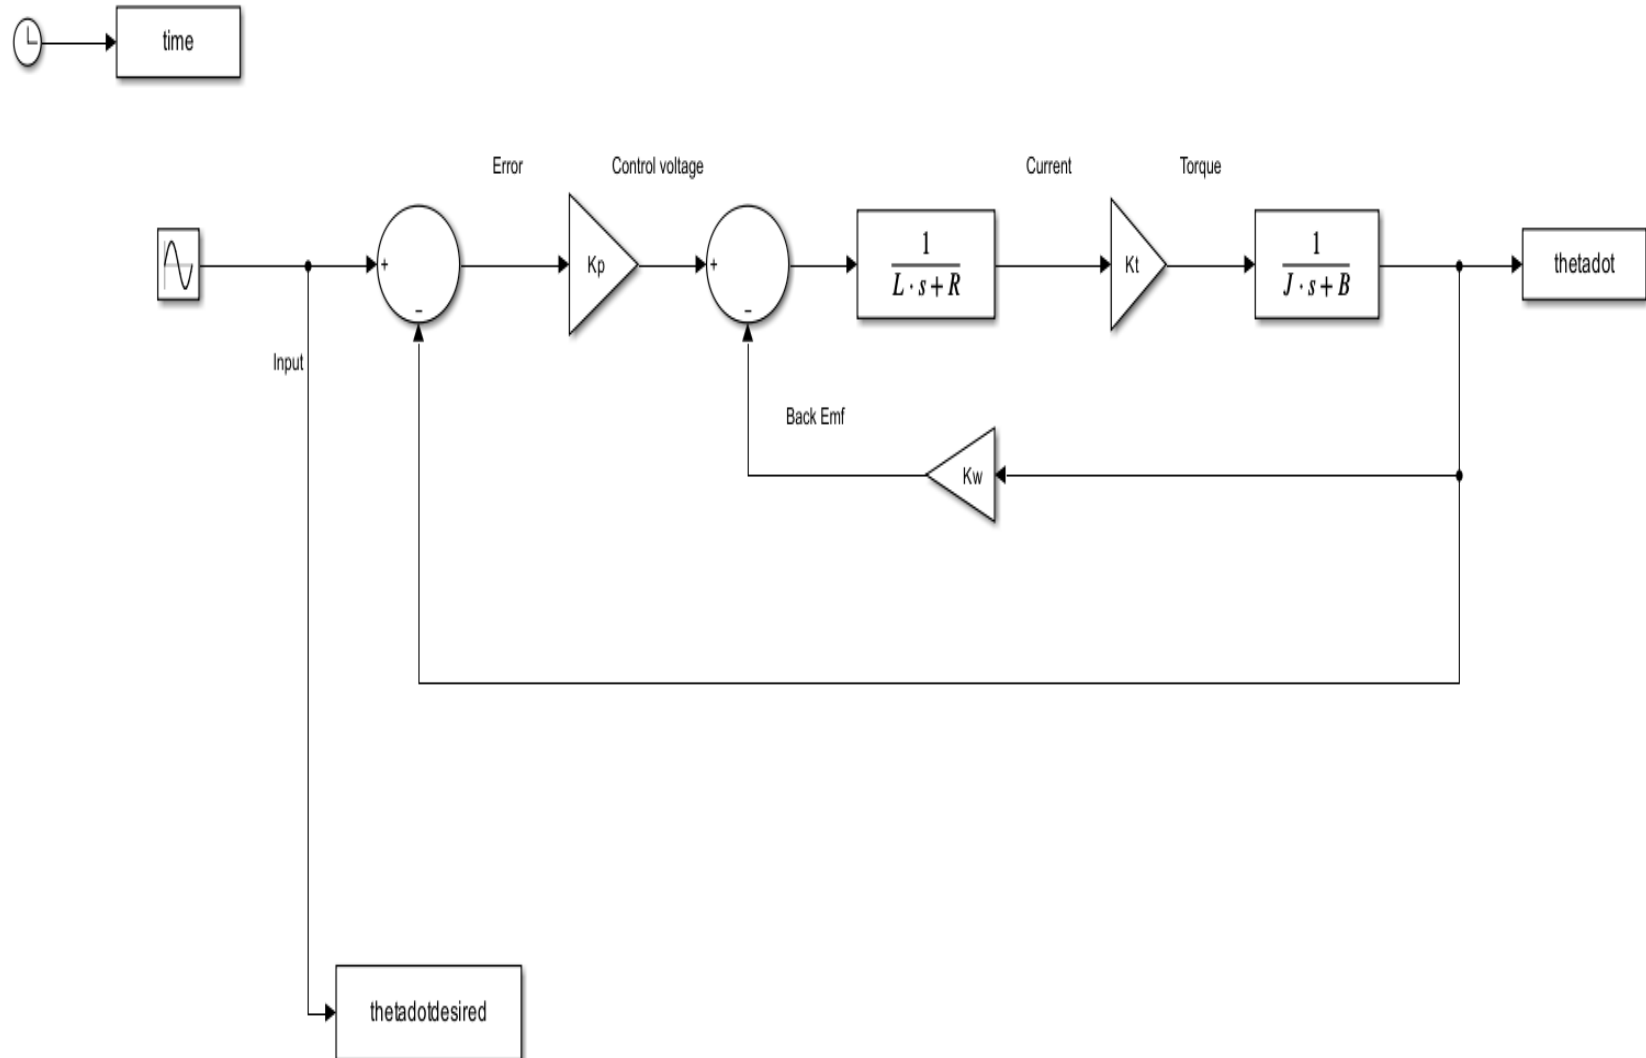 time
Error
Control voltage
Current
Torque
+
−
Kp
+
−
1
L · s + R
Kt
1
J · s + B
thetadot
Input
Back Emf
Kw
thetadotdesired